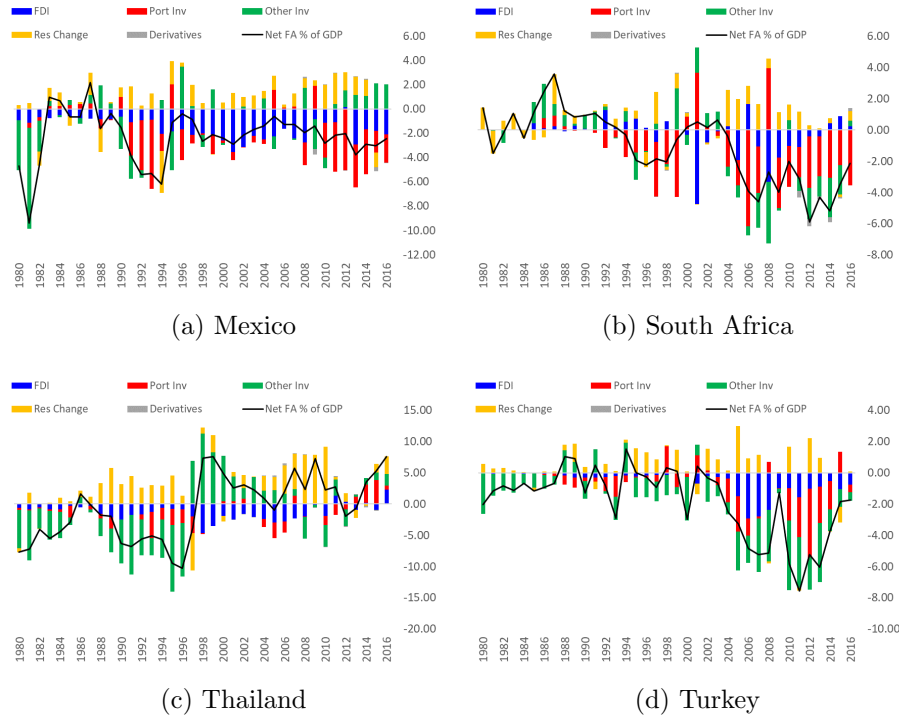 FDI Port Inv Other Inv
Res Change Derivatives Net FA % of GDP
6.00
4.00
2.00
0.00
-2.00
-4.00
-6.00
-8.00
-10.00
-12.00
1980 1982 1984 1986 1988 1990 1992 1994 1996 1998 2000 2002 2004 2006 2008 2010 2012 2014 2016
(a) Mexico
FDI Port Inv Other Inv
Res Change Derivatives Net FA % of GDP
6.00
4.00
2.00
0.00
-2.00
-4.00
-6.00
-8.00
1980 1982 1984 1986 1988 1990 1992 1994 1996 1998 2000 2002 2004 2006 2008 2010 2012 2014 2016
(b) South Africa
FDI Port Inv Other Inv
Res Change Derivatives Net FA % of GDP
15.00
10.00
5.00
0.00
-5.00
-10.00
-15.00
-20.00
1980 1982 1984 1986 1988 1990 1992 1994 1996 1998 2000 2002 2004 2006 2008 2010 2012 2014 2016
(c) Thailand
FDI Port Inv Other Inv
Res Change Derivatives Net FA % of GDP
4.00
2.00
0.00
-2.00
-4.00
-6.00
-8.00
-10.00
1980 1982 1984 1986 1988 1990 1992 1994 1996 1998 2000 2002 2004 2006 2008 2010 2012 2014 2016
(d) Turkey